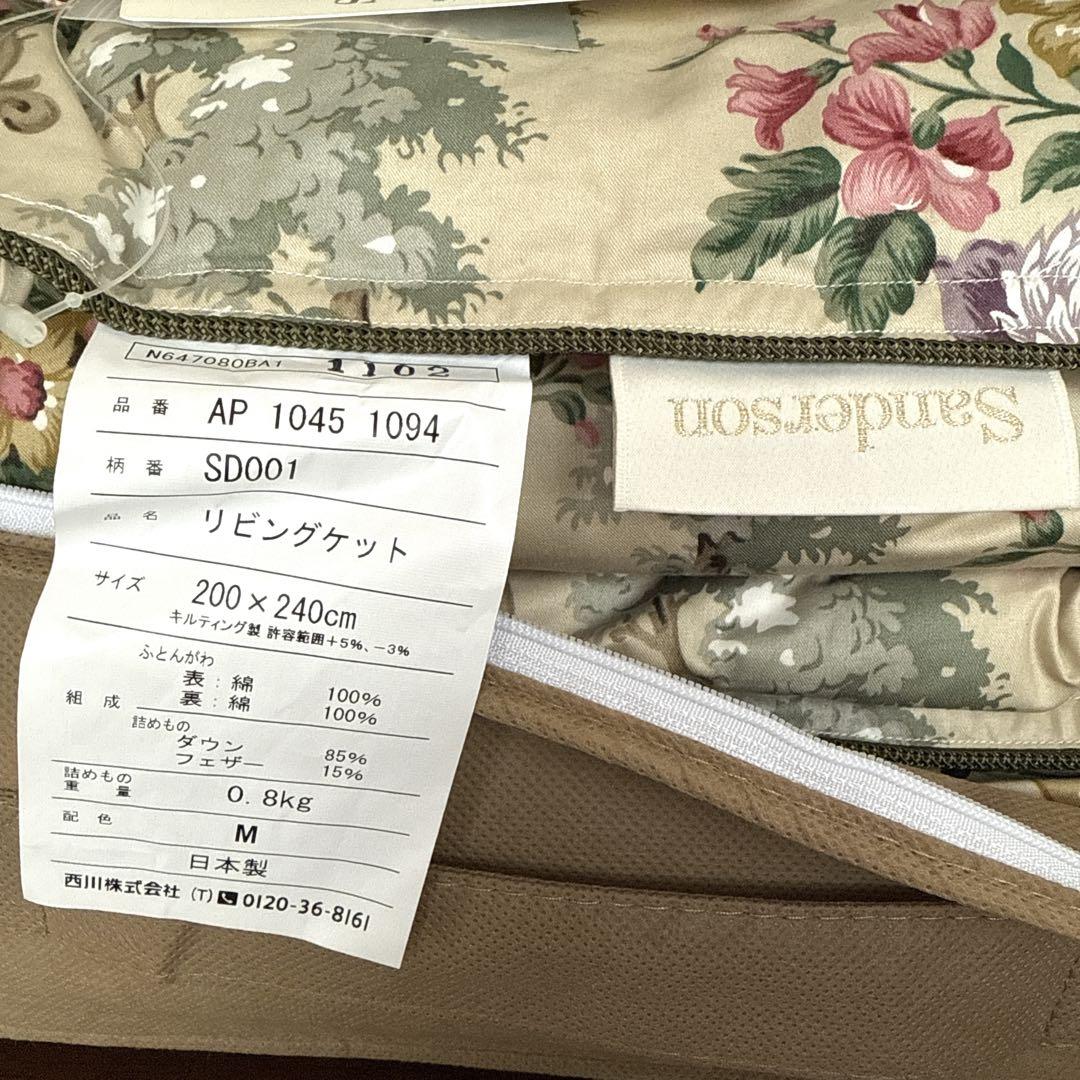 N647080BA1 1102
品番 AP 1045 1094
柄番 SD001
品名 リビングケット
サイズ 200×240cm
キルティング製 許容範囲+5%、-3%
ふとんがわ
組成 表:綿 100%
裏:綿 100%
詰めもの
ダウン 85%
フェザー 15%
詰めもの重量 0.8kg
配色 M
日本製
西川株式会社 (T) 0120-36-8161
Sanderson